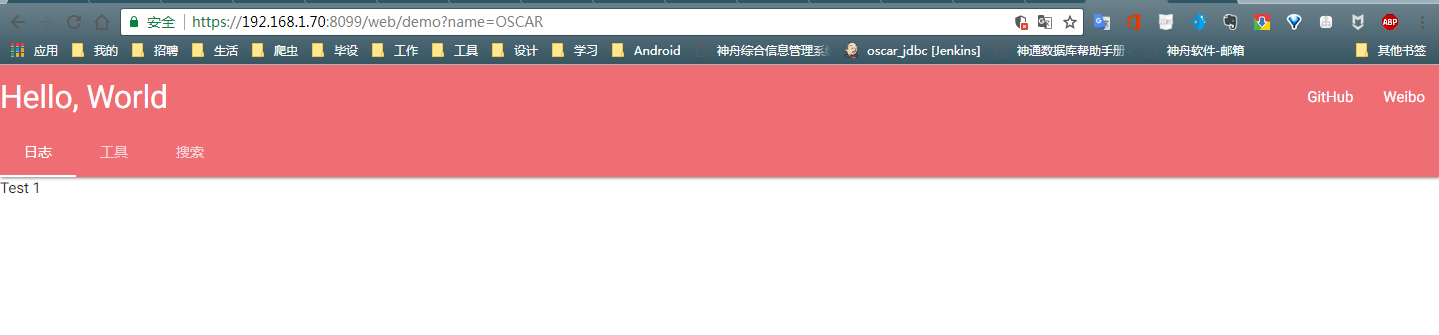 安全 https://192.168.1.70:8099/web/demo?name=OSCAR
应用 我的 招聘 生活 爬虫 毕设 工作 工具 设计 学习 Android 神舟综合信息管理系 oscar_jdbc [Jenkins] 神通数据库帮助手册 神舟软件-邮箱 其他书签
Hello, World GitHub Weibo
日志 工具 搜索
Test 1